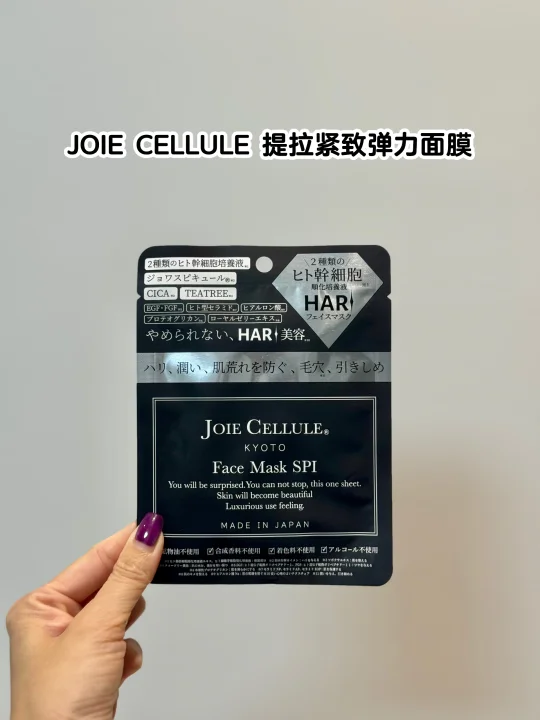 JOIE CELLULE 提拉紧致弹力面膜
2種類のヒト幹細胞培養液
ジョワスピキュール
CICA TEATREE
EGF・FGF ヒト型セラミド ヒアルロン酸
プロテオグリカン ローヤルゼリーエキス
やめられない、HARI美容
2種類の
ヒト幹細胞
順化培養液
HARI
フェイスマスク
ハリ、潤い、肌荒れを防ぐ、毛穴、引きしめ
JOIE CELLULE®
KYOTO
Face Mask SPI
You will be surprised.You can not stop, this one sheet.
Skin will become beautiful
Luxurious use feeling.
MADE IN JAPAN
物油不使用 ☑合成香料不使用 ☑着色料不使用 ☑アルコール不使用